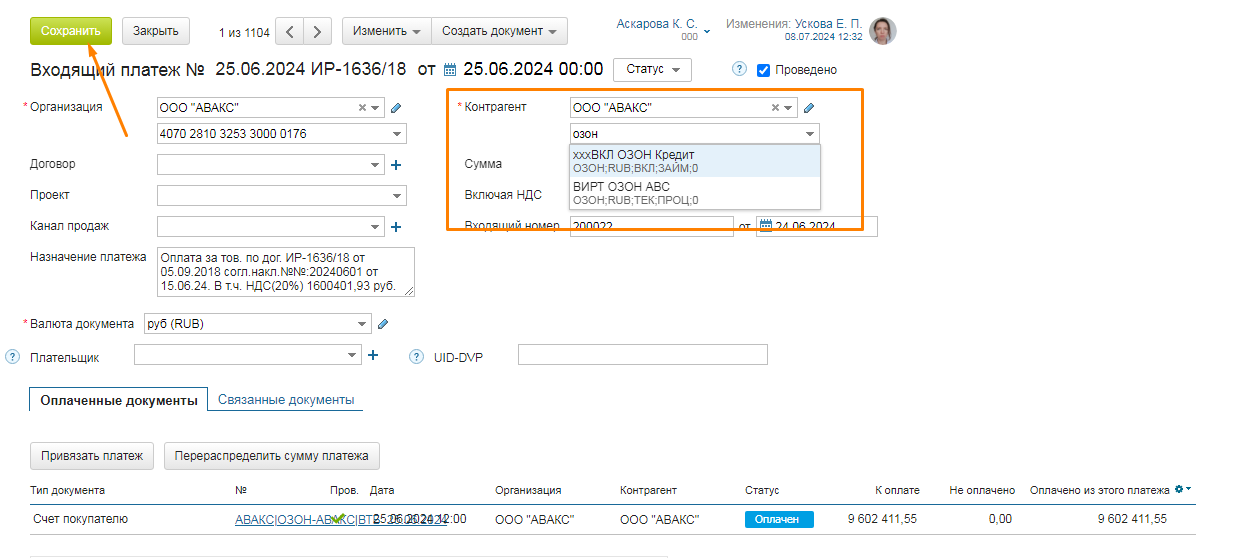 Сохранить Закрыть 1 из 1104 Изменить Создать документ Аскарова К. С. Изменения: Ускова Е. П.
000 08.07.2024 12:32
Входящий платеж № 25.06.2024 ИР-1636/18 от 25.06.2024 00:00 Статус ? Проведено
* Организация ООО "АВАКС" * Контрагент ООО "АВАКС"
4070 2810 3253 3000 0176 озон
Договор Сумма xxxВКЛ ОЗОН Кредит
ОЗОН;RUB;ВКЛ;ЗАЙМ;0
Проект Включая НДС ВИРТ ОЗОН АВС
ОЗОН;RUB;ТЕК;ПРОЦ;0
Канал продаж Входящий номер 200022 от 24.06.2024
Назначение платежа Оплата за тов. по дог. ИР-1636/18 от
05.09.2018 согл.накл.№№:20240601 от
15.06.24. В т.ч. НДС(20%) 1600401,93 руб.
* Валюта документа руб (RUB)
? Плательщик ? UID-DVP
Оплаченные документы Связанные документы
Привязать платеж Перераспределить сумму платежа
Тип документа № Пров. Дата Организация Контрагент Статус К оплате Не оплачено Оплачено из этого платежа
Счет покупателю АВАКС|ОЗОН-АВАКС|ВТБ 25.06.2024 12:00 ООО "АВАКС" ООО "АВАКС" Оплачен 9 602 411,55 0,00 9 602 411,55